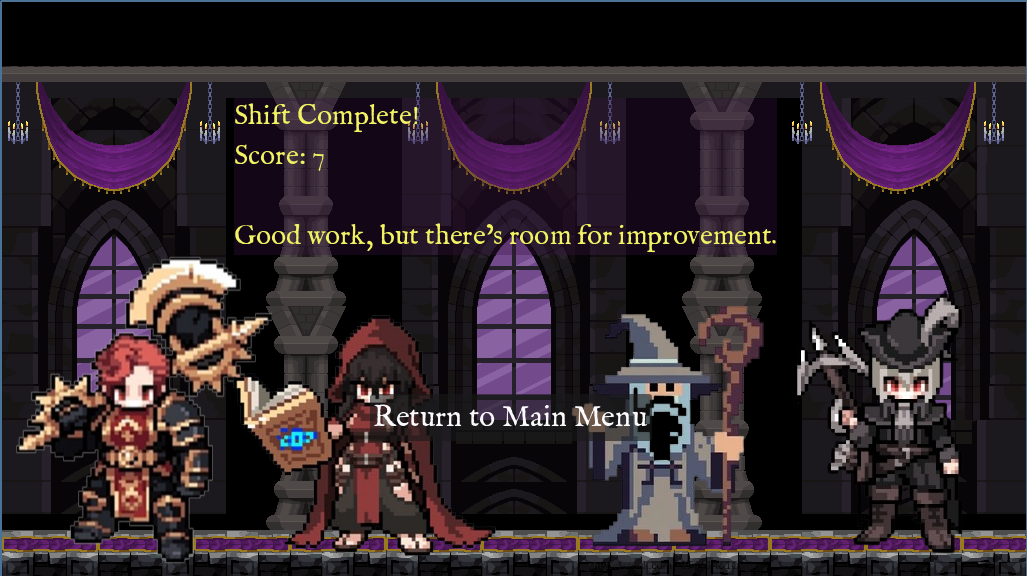 Shift Complete!
Score: 7
Good work, but there's room for improvement.
Return to Main Menu